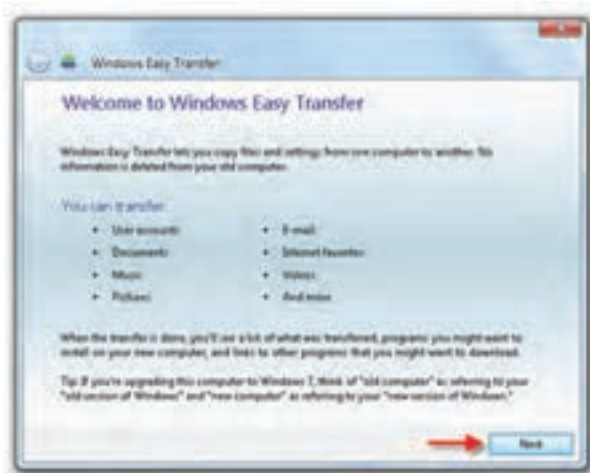 Windows Easy Transfer
Welcome to Windows Easy Transfer
Windows Easy Transfer lets you copy files and settings from one computer to another. No
information is deleted from your old computer.
You can transfer
• User accounts
• E-mail
• Documents
• Internet favorites
• Music
• Videos
• Pictures
• And more
When the transfer is done, you'll see a list of what was transferred, programs you might want to
install on your new computer, and links to other programs that you might want to download.
Tip: If you're upgrading this computer to Windows 7, think of "old computer" as referring to your
"old version of Windows" and "new computer" as referring to your "new version of Windows."
Next